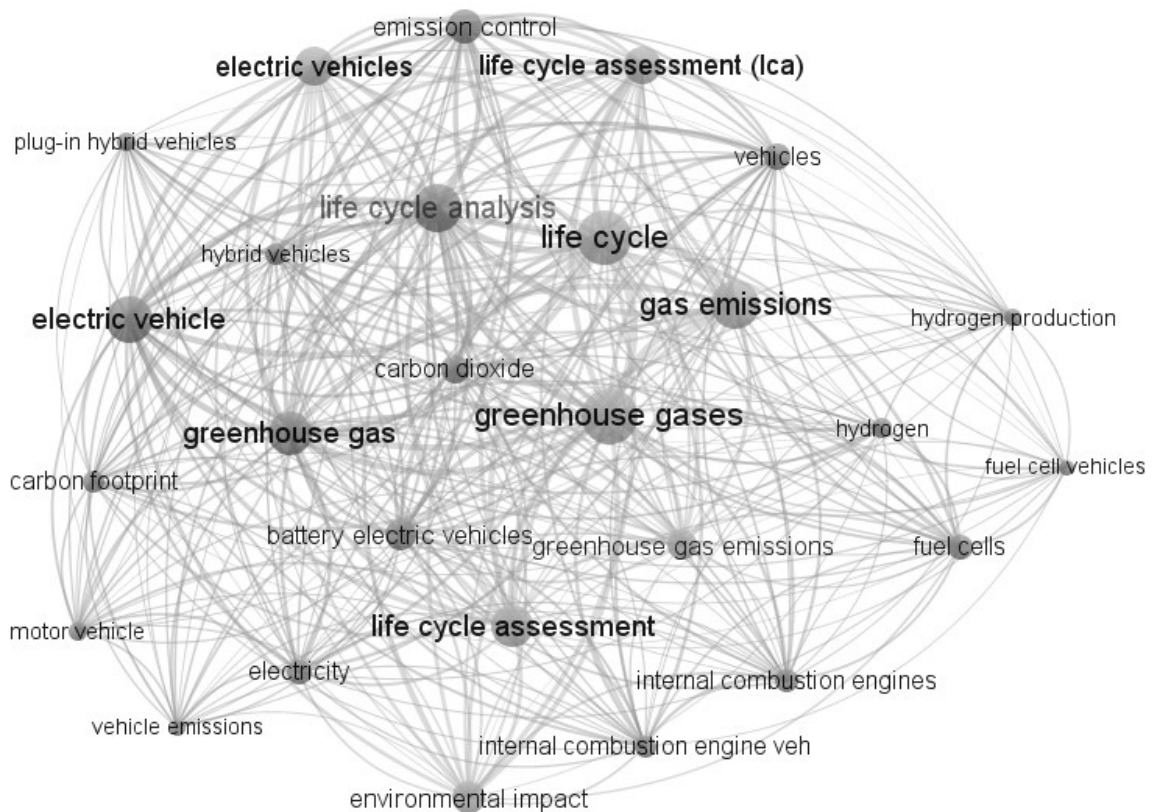 emission control
electric vehicles
life cycle assessment (lca)
plug-in hybrid vehicles
vehicles
life cycle analysis
life cycle
hybrid vehicles
gas emissions
electric vehicle
hydrogen production
carbon dioxide
greenhouse gases
greenhouse gas
hydrogen
fuel cell vehicles
carbon footprint
battery electric vehicles
greenhouse gas emissions
fuel cells
life cycle assessment
motor vehicle
electricity
internal combustion engines
vehicle emissions
internal combustion engine veh
environmental impact